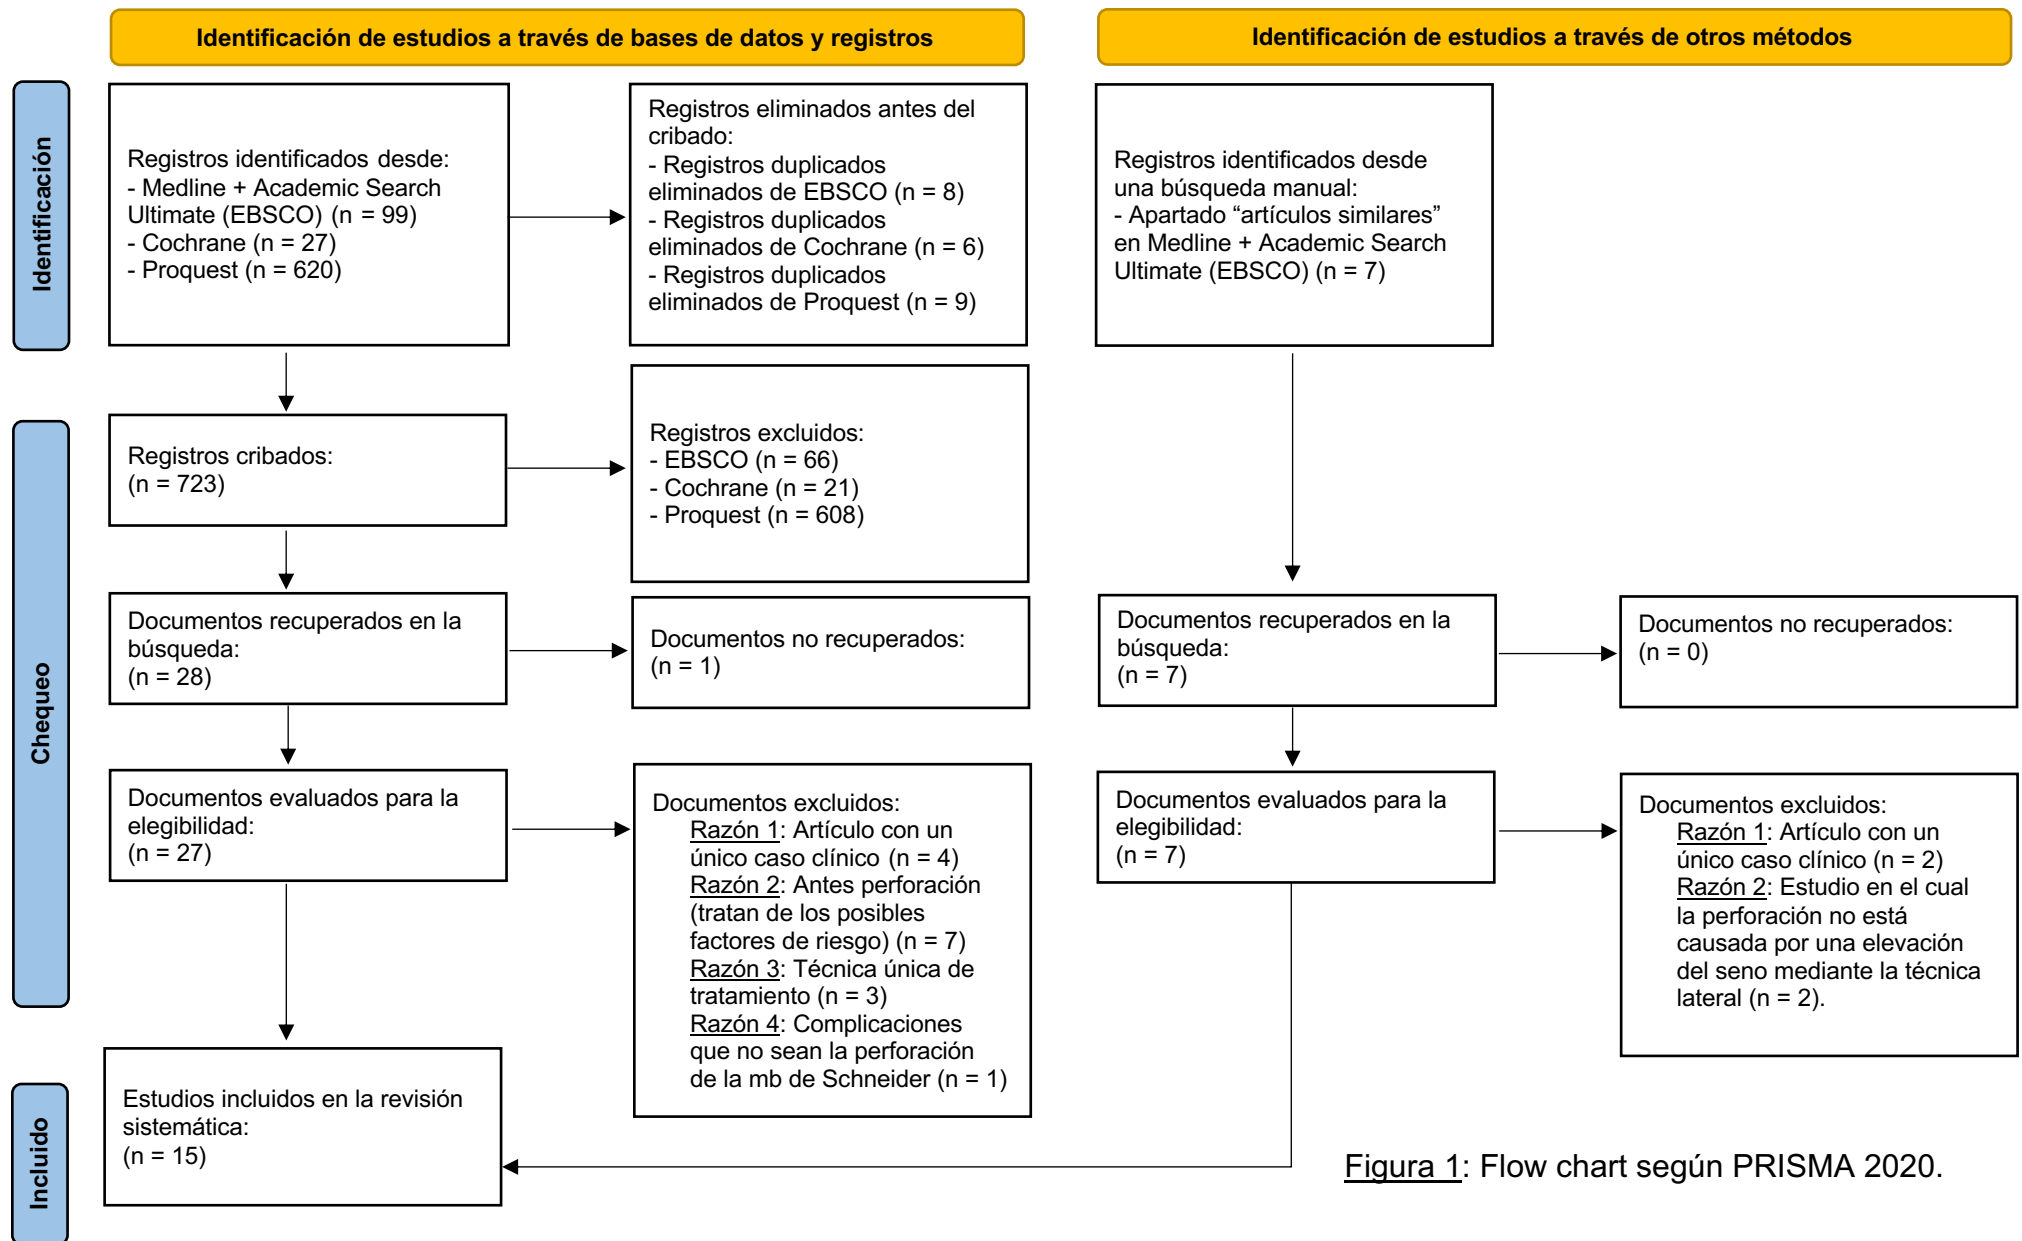 Identificación de estudios a través de bases de datos y registros
Identificación de estudios a través de otros métodos
Identificación
Registros identificados desde:
- Medline + Academic Search
Ultimate (EBSCO) (n = 99)
- Cochrane (n = 27)
- Proquest (n = 620)
Registros eliminados antes del
cribado:
- Registros duplicados
eliminados de EBSCO (n = 8)
- Registros duplicados
eliminados de Cochrane (n = 6)
- Registros duplicados
eliminados de Proquest (n = 9)
Registros identificados desde
una búsqueda manual:
- Apartado “artículos similares”
en Medline + Academic Search
Ultimate (EBSCO) (n = 7)
Chequeo
Registros cribados:
(n = 723)
Registros excluidos:
- EBSCO (n = 66)
- Cochrane (n = 21)
- Proquest (n = 608)
Documentos recuperados en la
búsqueda:
(n = 28)
Documentos no recuperados:
(n = 1)
Documentos recuperados en la
búsqueda:
(n = 7)
Documentos no recuperados:
(n = 0)
Documentos evaluados para la
elegibilidad:
(n = 27)
Documentos excluidos:
Razón 1: Artículo con un
único caso clínico (n = 4)
Razón 2: Antes perforación
(tratan de los posibles
factores de riesgo) (n = 7)
Razón 3: Técnica única de
tratamiento (n = 3)
Razón 4: Complicaciones
que no sean la perforación
de la mb de Schneider (n = 1)
Documentos evaluados para la
elegibilidad:
(n = 7)
Documentos excluidos:
Razón 1: Artículo con un
único caso clínico (n = 2)
Razón 2: Estudio en el cual
la perforación no está
causada por una elevación
del seno mediante la técnica
lateral (n = 2).
Incluido
Estudios incluidos en la revisión
sistemática:
(n = 15)
Figura 1: Flow chart según PRISMA 2020.